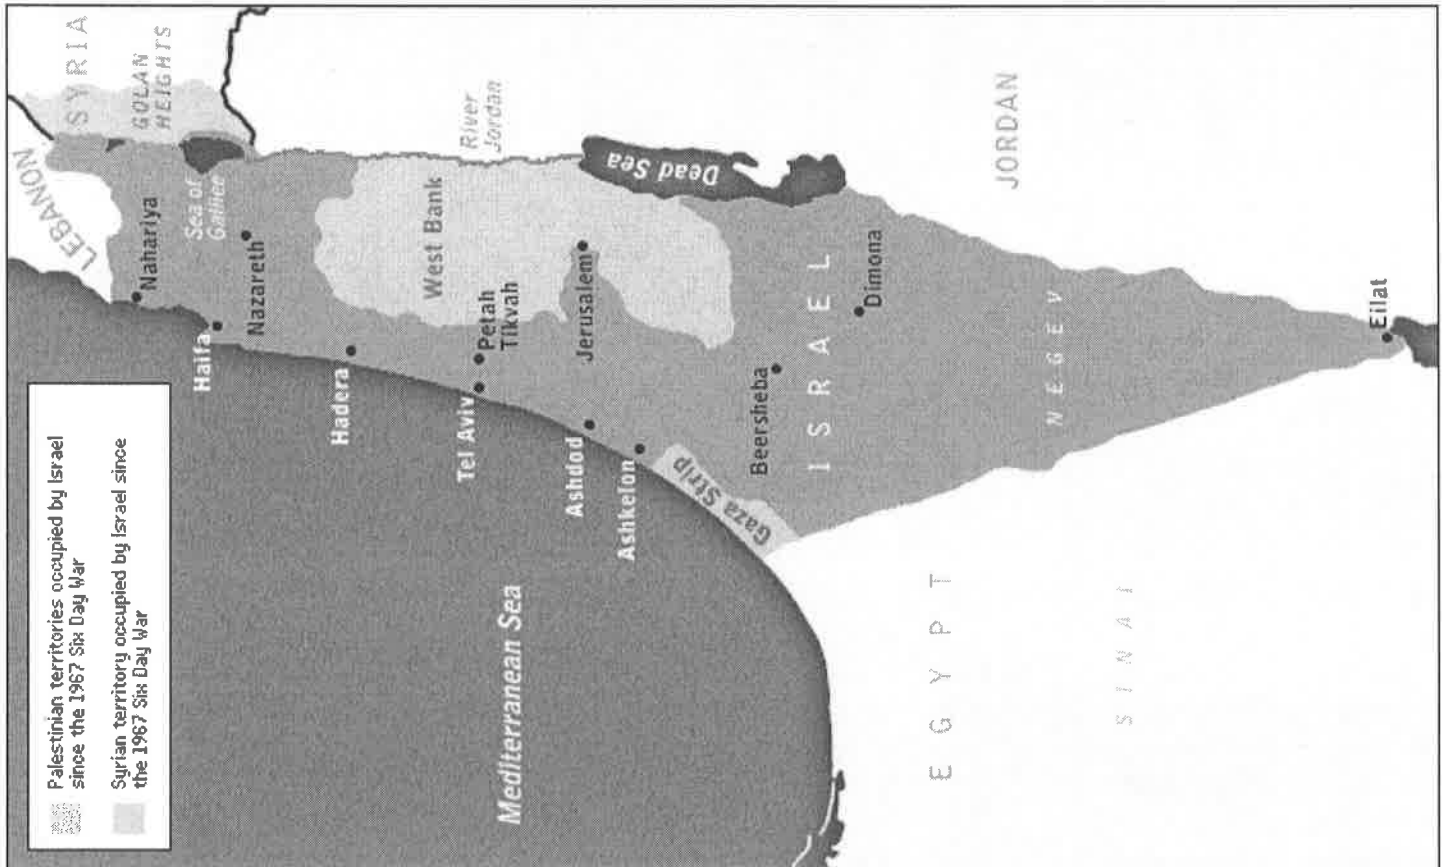 Palestinian territories occupied by Israel
since the 1967 Six Day War
Syrian territory occupied by Israel since
the 1967 Six Day War
LEBANON
SYRIA
GOLAN
HEIGHTS
Nahariya
Sea of
Galilee
Haifa
Nazareth
Hadera
West Bank
River
Jordan
Tel Aviv
Petah
Tikvah
Jerusalem
Ashdod
Ashkelon
Dead Sea
Gaza Strip
Mediterranean Sea
Beersheba
ISRAEL
Dimona
JORDAN
NEGEV
EGYPT
SINAI
Eilat